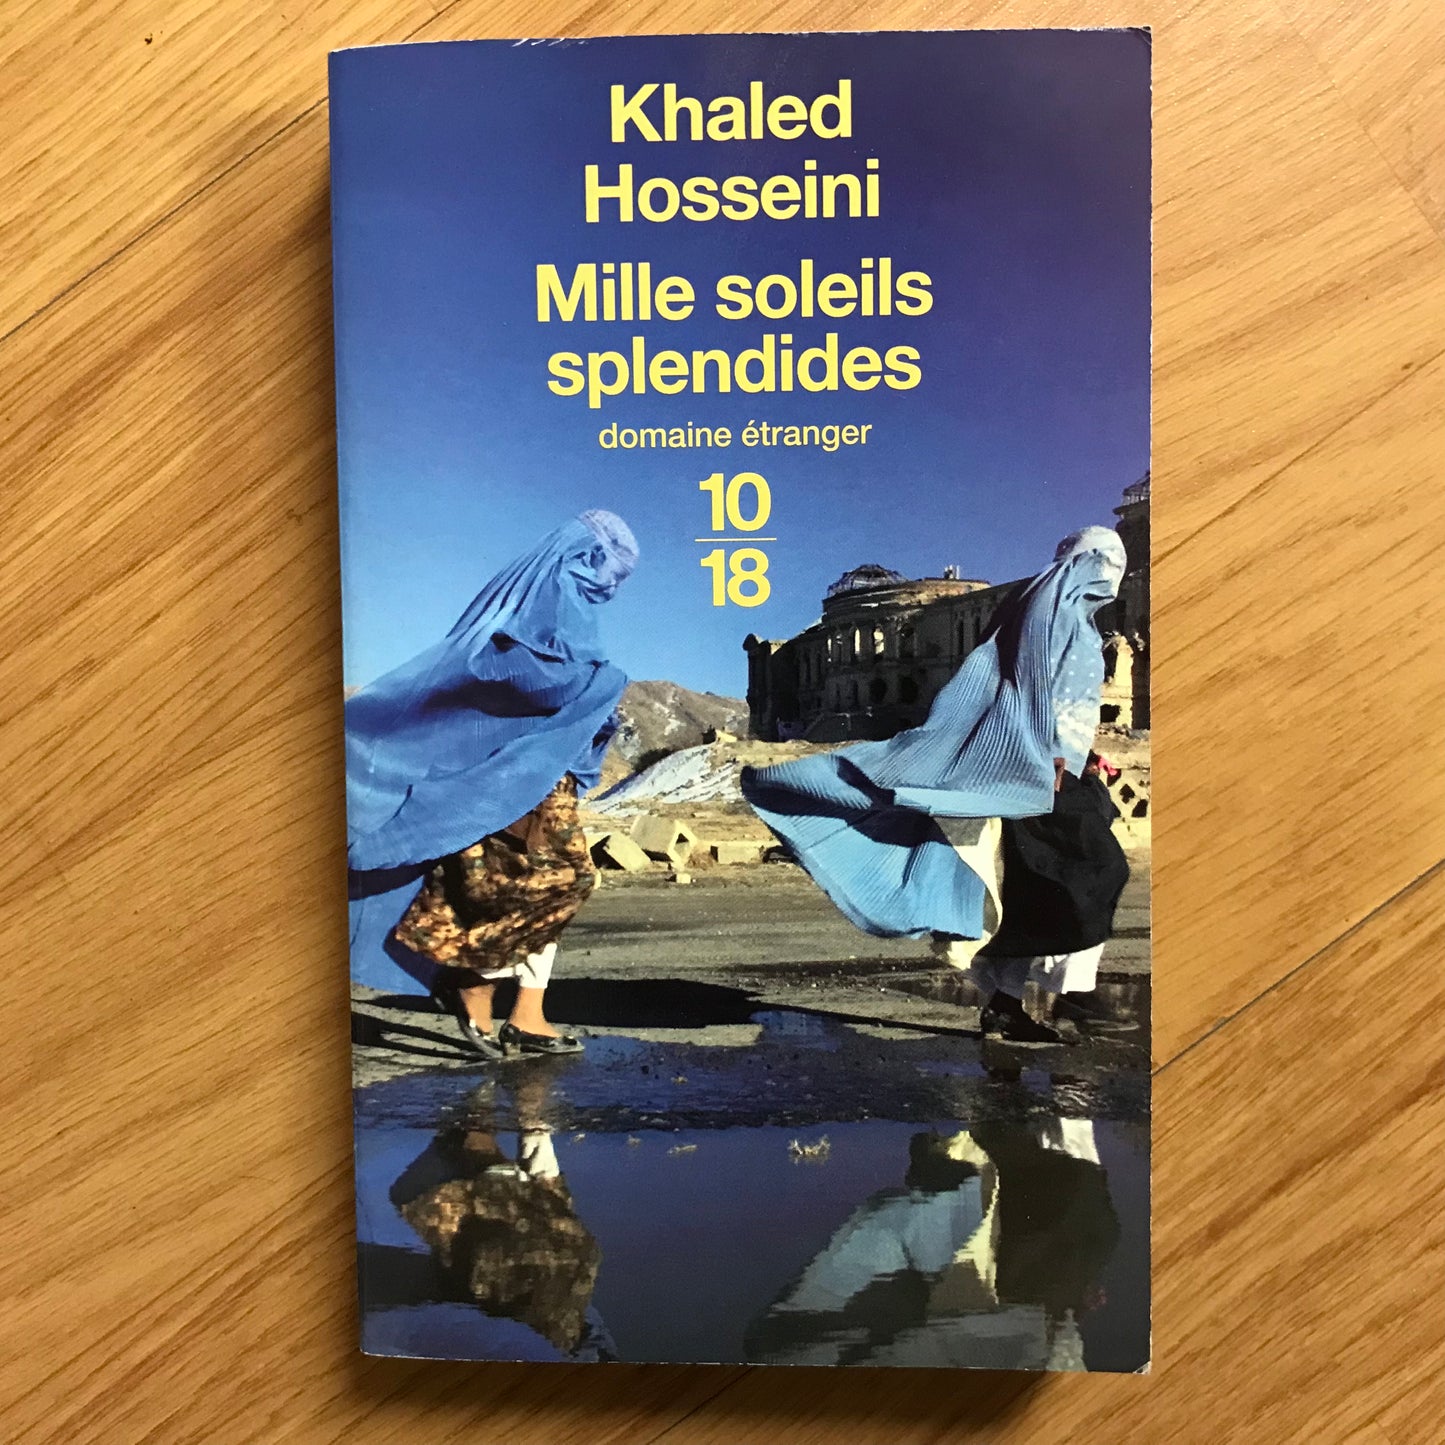 Khaled
Hosseini
Mille soleils
splendides
domaine étranger
10
18